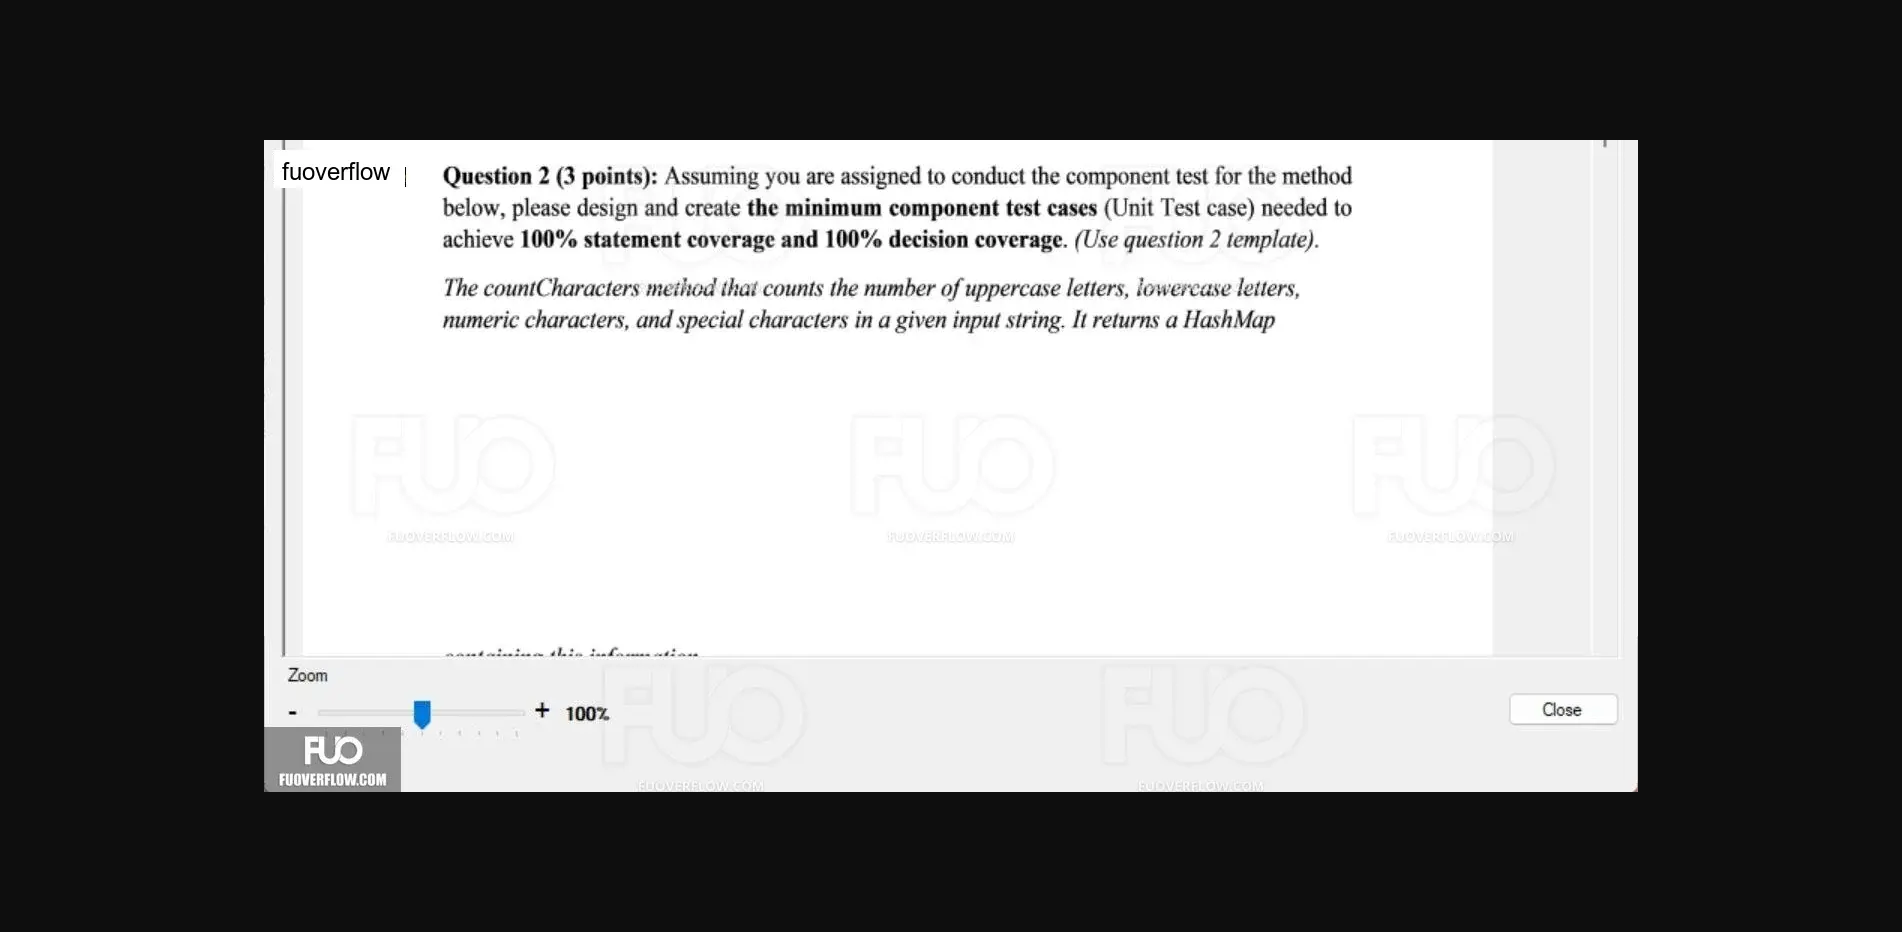 fuoverflow
Question 2 (3 points): Assuming you are assigned to conduct the component test for the method
below, please design and create the minimum component test cases (Unit Test case) needed to
achieve 100% statement coverage and 100% decision coverage. (Use question 2 template).
The countCharacters method that counts the number of uppercase letters, lowercase letters,
numeric characters, and special characters in a given input string. It returns a HashMap
FUO FUO FUO
FUOVERFLOW.COM FUOVERFLOW.COM FUOVERFLOW.COM
containing this information
Zoom
- + 100%
Close
FUO FUO
FUO
FUOVERFLOW.COM
FUOVERFLOW.COM FUOVERFLOW.COM